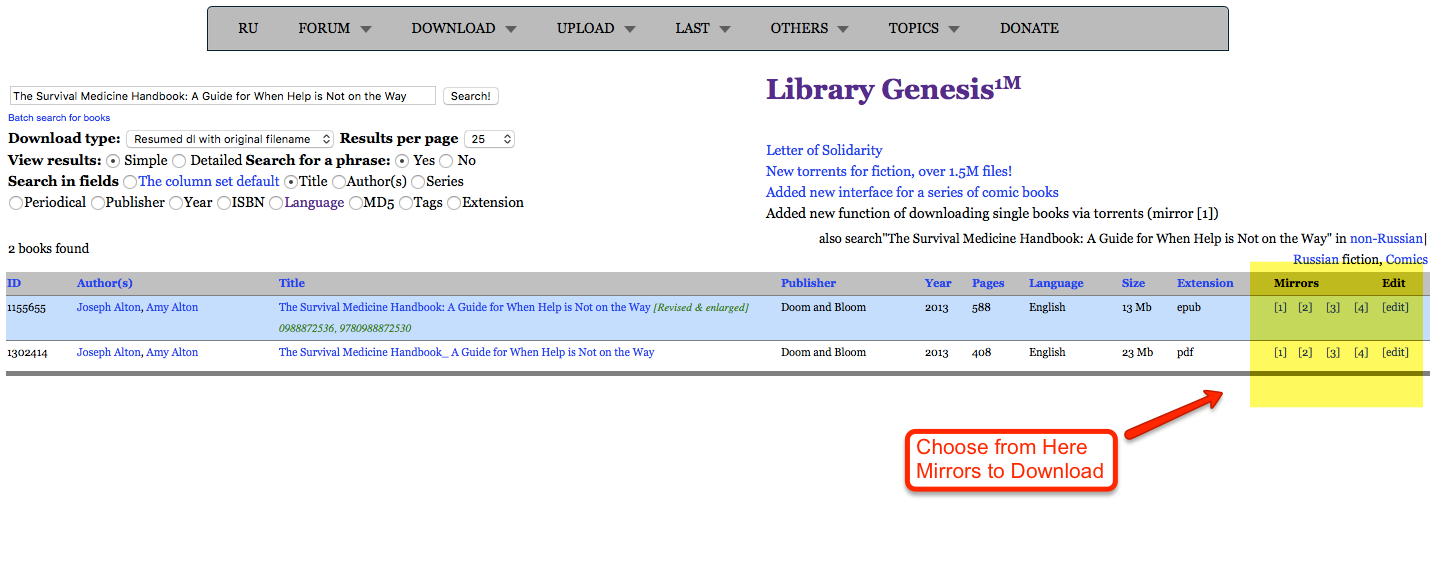 RU FORUM DOWNLOAD UPLOAD LAST OTHERS TOPICS DONATE
Library Genesis1M
The Survival Medicine Handbook: A Guide for When Help is Not on the Way Search!
Batch search for books
Download type: Resumed dl with original filename Results per page 25
View results: Simple Detailed Search for a phrase: Yes No
Search in fields The column set default Title Author(s) Series
Periodical Publisher Year ISBN Language MD5 Tags Extension
Letter of Solidarity
New torrents for fiction, over 1.5M files!
Added new interface for a series of comic books
Added new function of downloading single books via torrents (mirror [1])
2 books found
also search"The Survival Medicine Handbook: A Guide for When Help is Not on the Way" in non-Russian|
Russian fiction, Comics
ID Author(s) Title Publisher Year Pages Language Size Extension Mirrors Edit
1155655 Joseph Alton, Amy Alton The Survival Medicine Handbook: A Guide for When Help is Not on the Way [Revised & enlarged] Doom and Bloom 2013 588 English 13 Mb epub [1] [2] [3] [4] [edit]
0988872536, 9780988872530
1302414 Joseph Alton, Amy Alton The Survival Medicine Handbook_ A Guide for When Help is Not on the Way Doom and Bloom 2013 408 English 23 Mb pdf [1] [2] [3] [4] [edit]
Choose from Here
Mirrors to Download